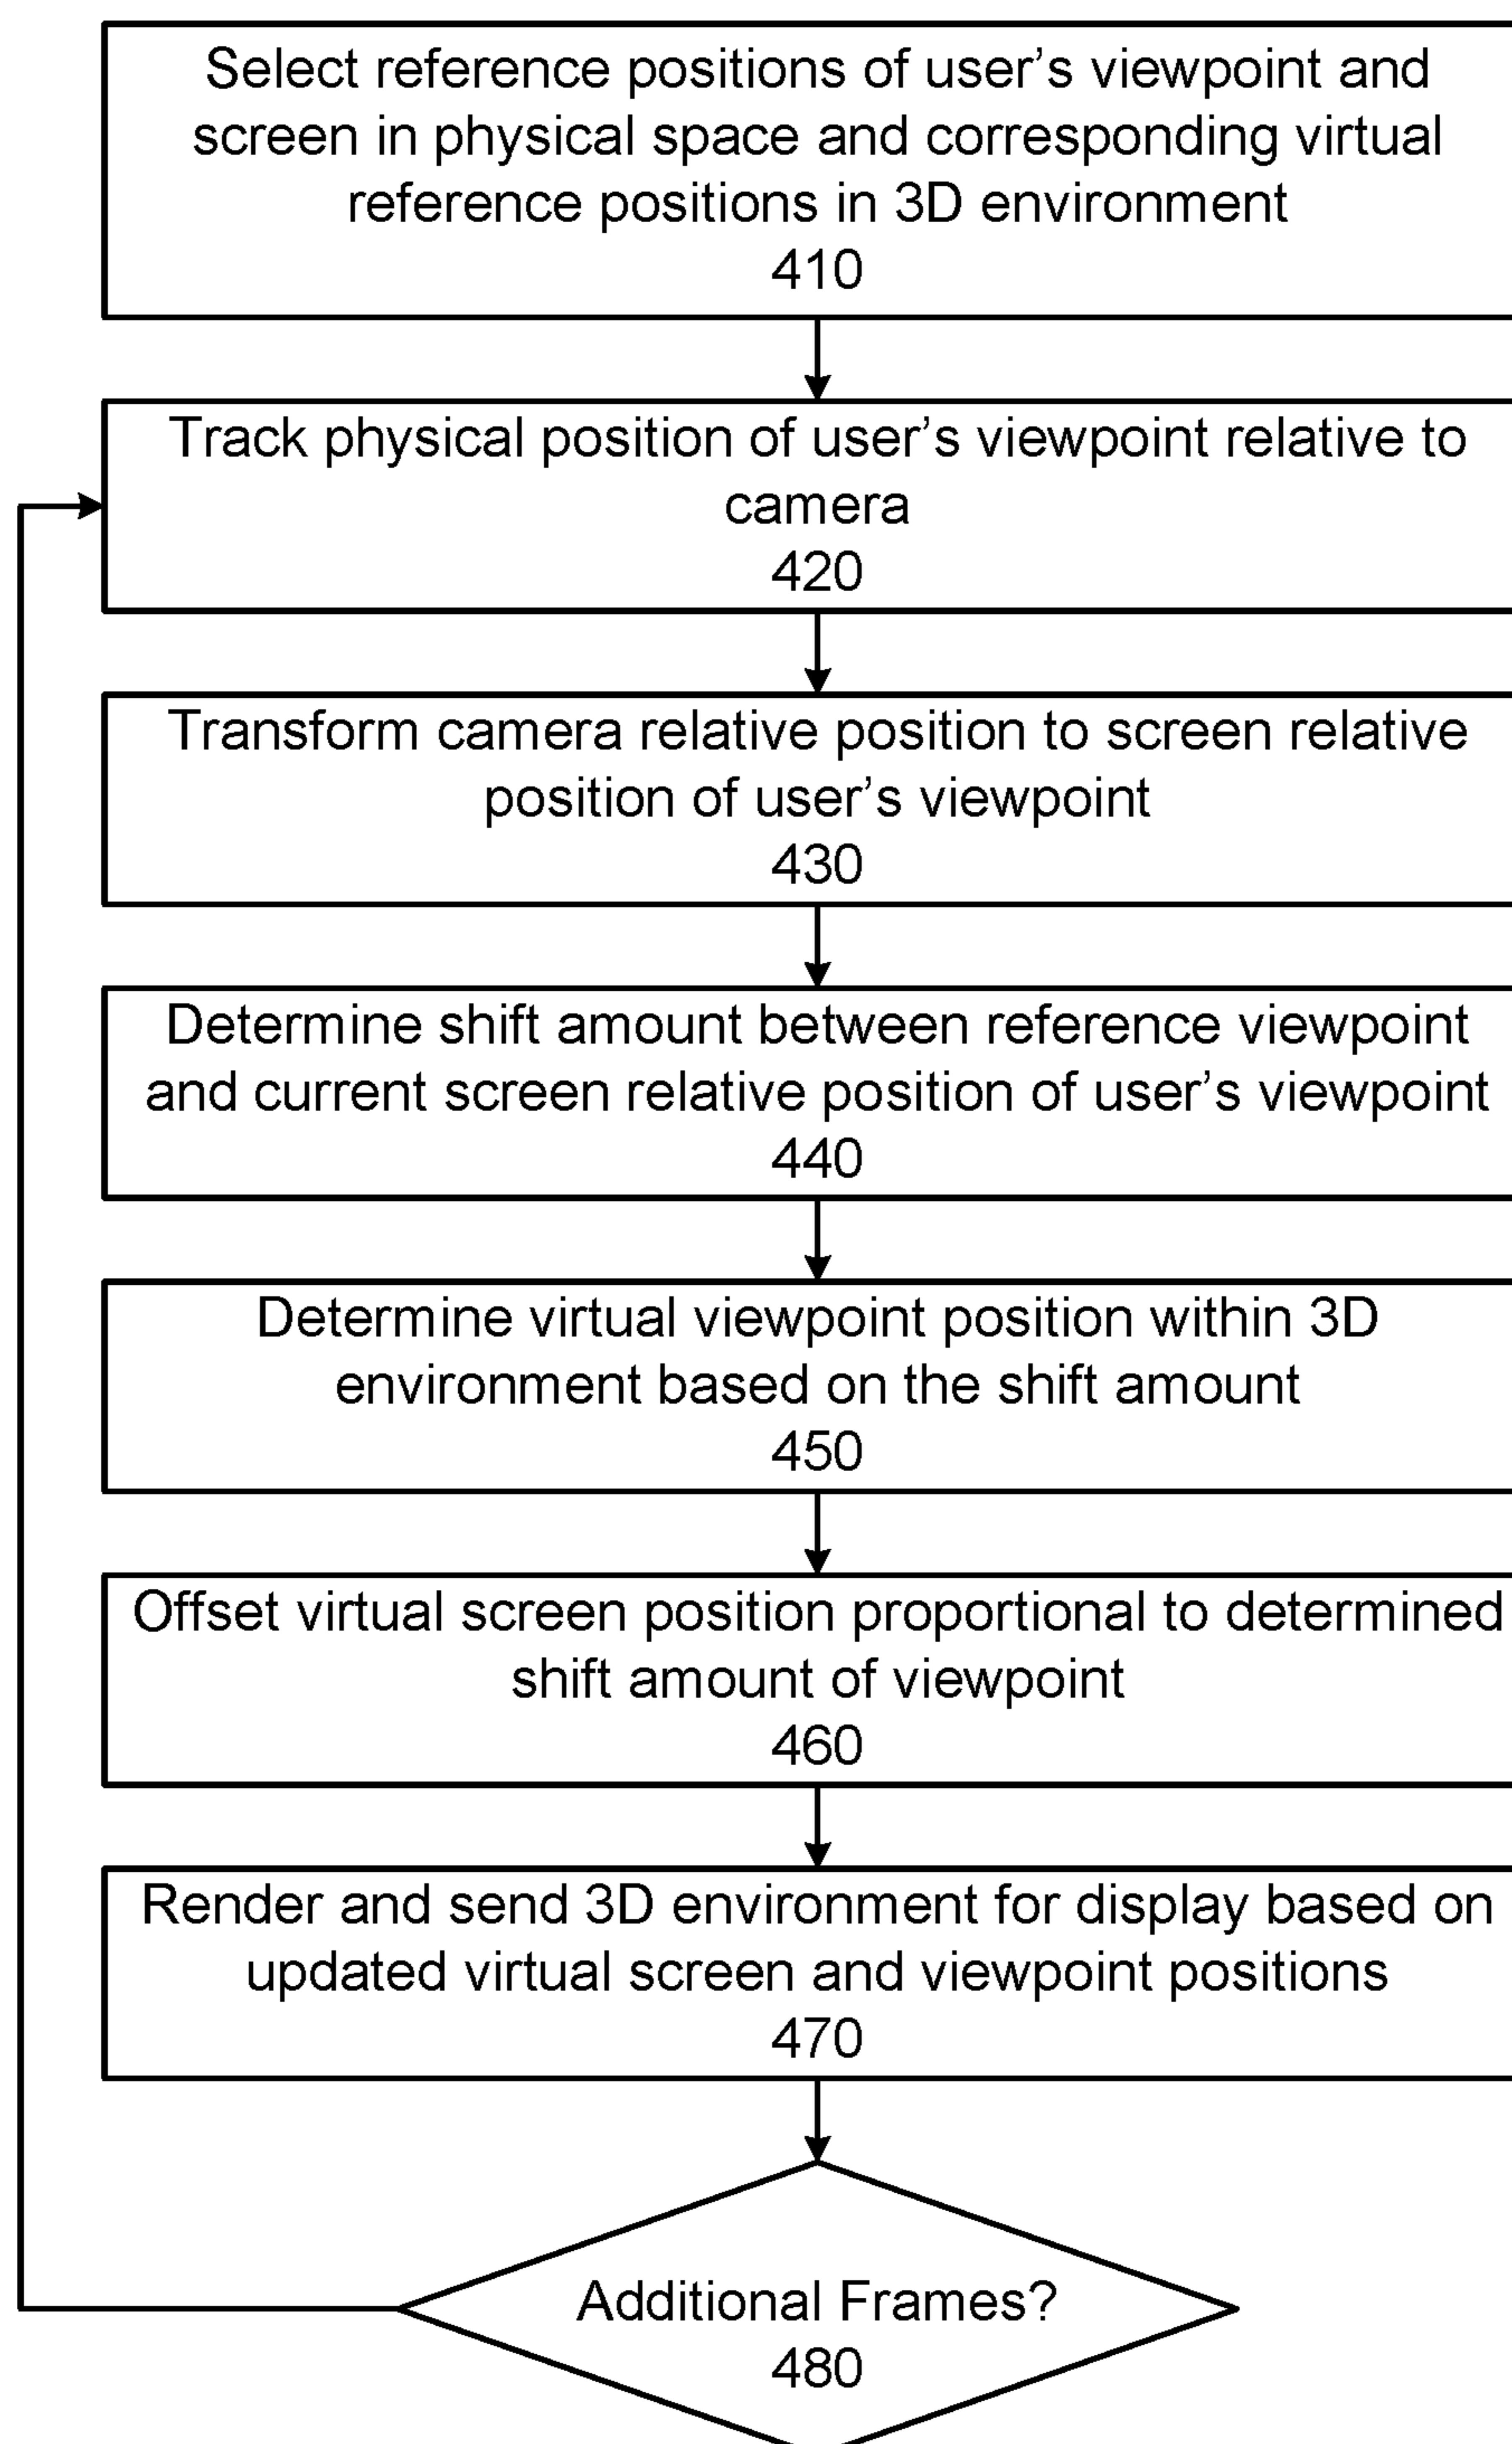 Select reference positions of user’s viewpoint and
screen in physical space and corresponding virtual
reference positions in 3D environment
410
Track physical position of user’s viewpoint relative to
camera
420
Transform camera relative position to screen relative
position of user’s viewpoint
430
Determine shift amount between reference viewpoint
and current screen relative position of user’s viewpoint
440
Determine virtual viewpoint position within 3D
environment based on the shift amount
450
Offset virtual screen position proportional to determined
shift amount of viewpoint
460
Render and send 3D environment for display based on
updated virtual screen and viewpoint positions
470
Additional Frames?
480